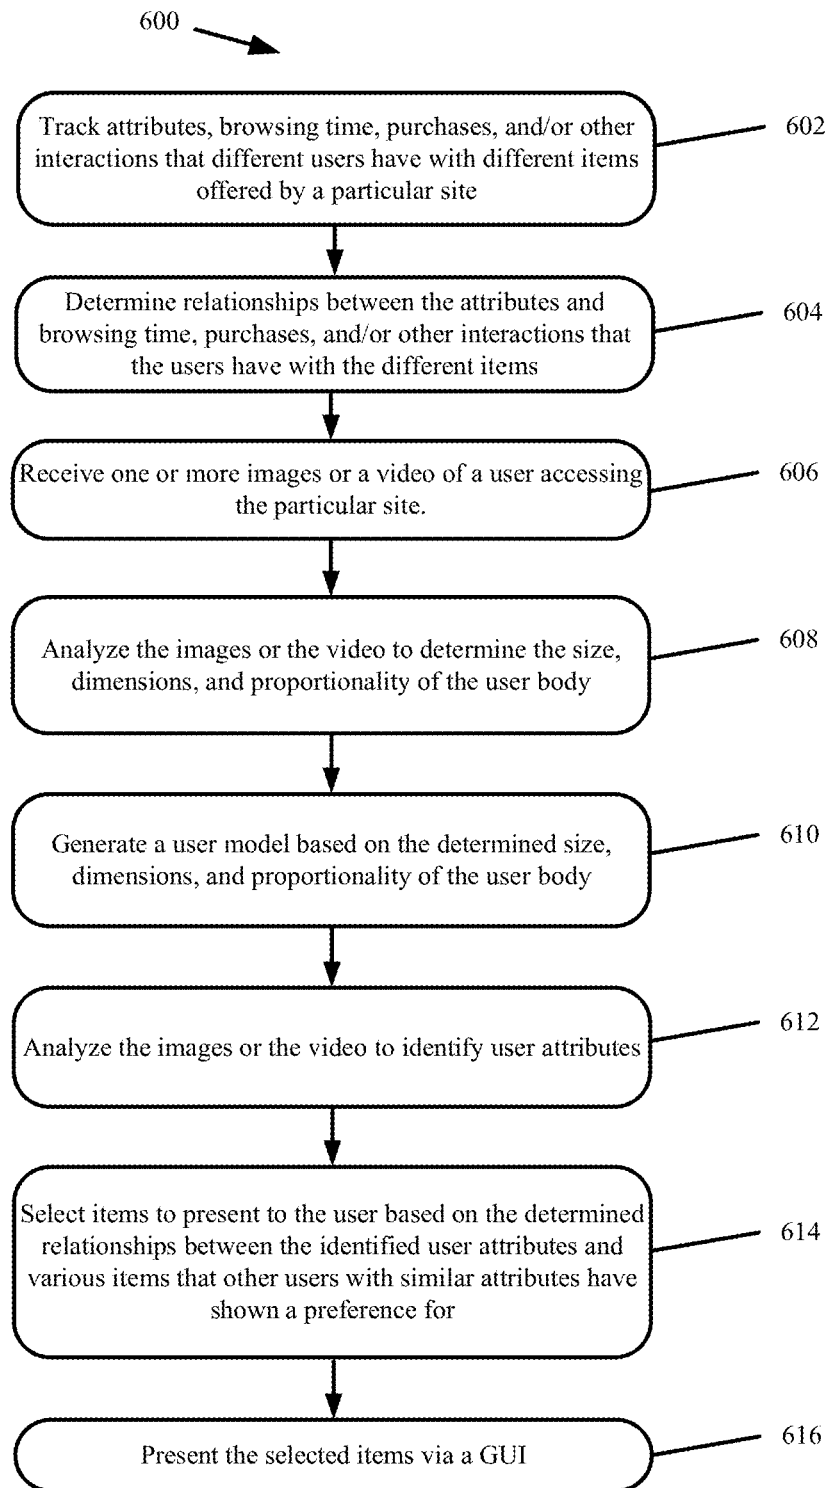 600
Track attributes, browsing time, purchases, and/or other
interactions that different users have with different items
offered by a particular site
602
Determine relationships between the attributes and
browsing time, purchases, and/or other interactions that
the users have with the different items
604
Receive one or more images or a video of a user accessing
the particular site.
606
Analyze the images or the video to determine the size,
dimensions, and proportionality of the user body
608
Generate a user model based on the determined size,
dimensions, and proportionality of the user body
610
Analyze the images or the video to identify user attributes
612
Select items to present to the user based on the determined
relationships between the identified user attributes and
various items that other users with similar attributes have
shown a preference for
614
Present the selected items via a GUI
616